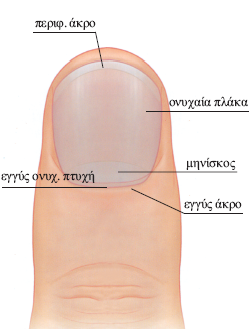 περιφ. άκρο
ονυχαία πλάκα
μηνίσκος
εγγύς ονυχ. πτυχή
εγγύς άκρο